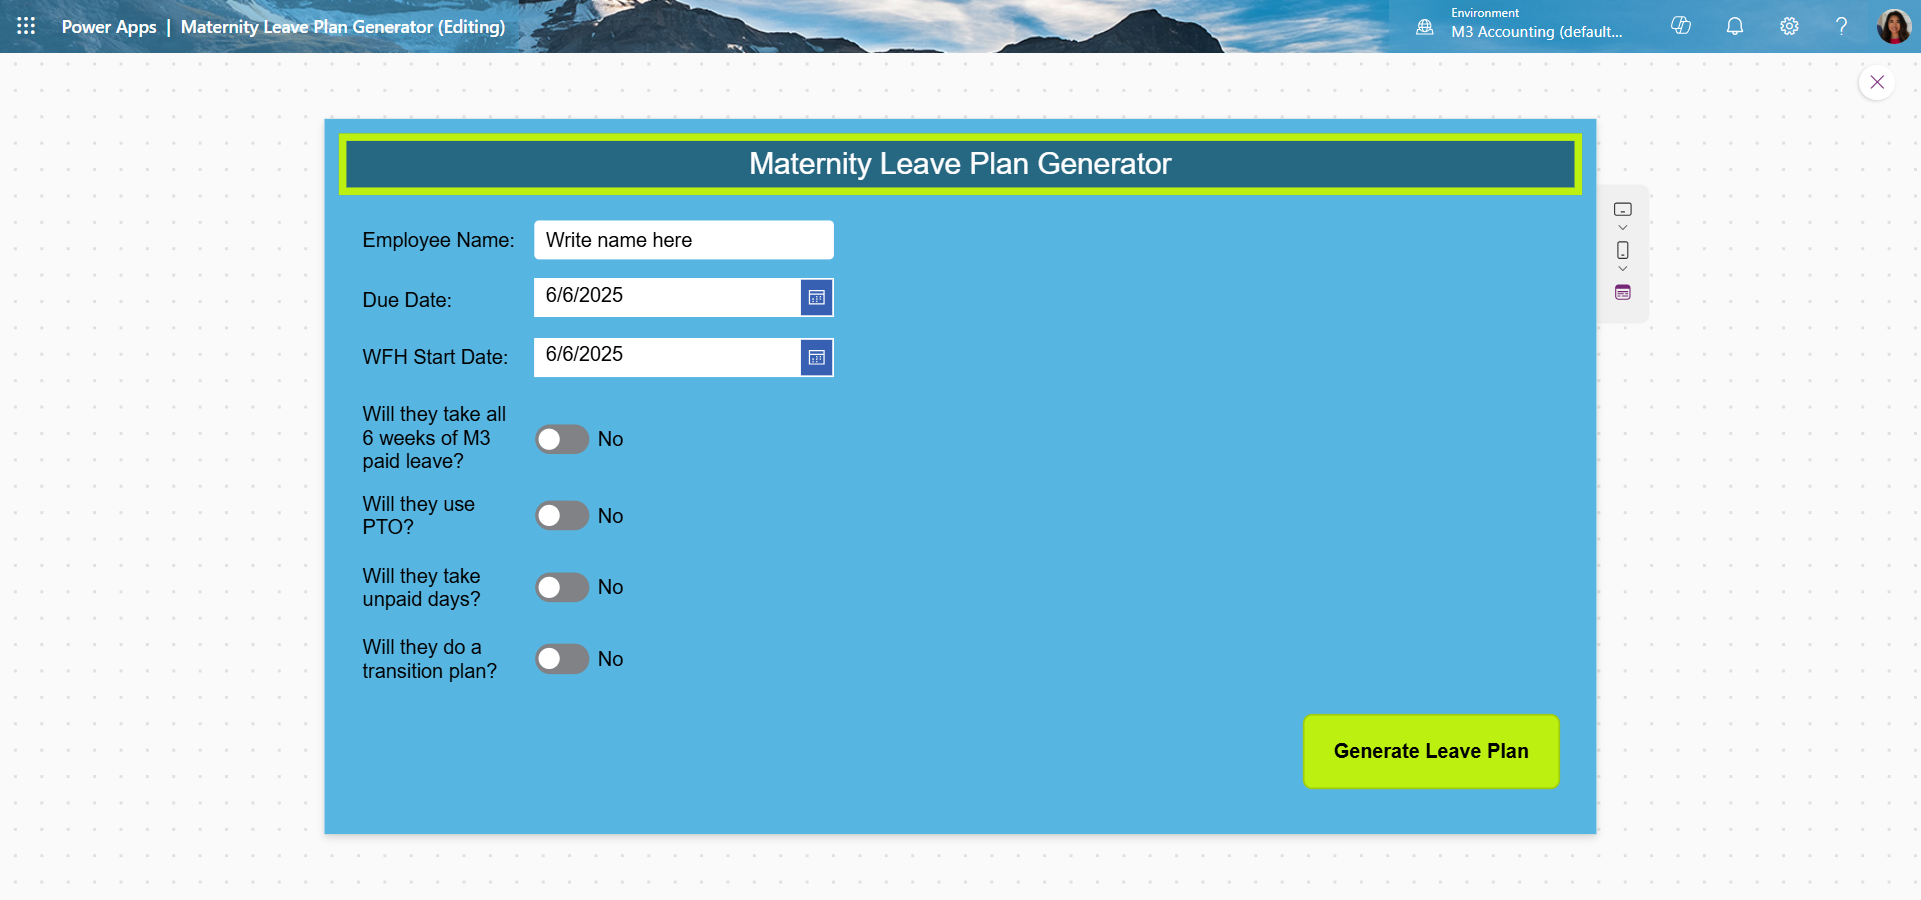 Power Apps | Maternity Leave Plan Generator (Editing)
Environment
M3 Accounting (default...
Maternity Leave Plan Generator
Employee Name:
Write name here
Due Date:
6/6/2025
WFH Start Date:
6/6/2025
Will they take all
6 weeks of M3
paid leave?
No
Will they use
PTO?
No
Will they take
unpaid days?
No
Will they do a
transition plan?
No
Generate Leave Plan